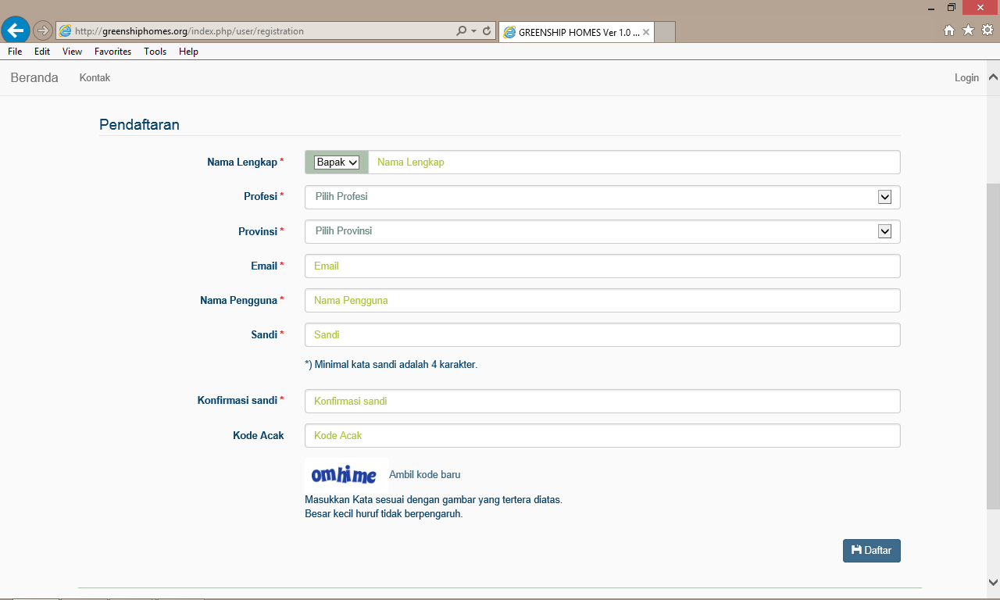 http://greenshiphomes.org/index.php/user/registration
GREENSHIP HOMES Ver 1.0 ...
File Edit View Favorites Tools Help
Beranda Kontak Login
Pendaftaran
Nama Lengkap * Bapak Nama Lengkap
Profesi * Pilih Profesi
Provinsi * Pilih Provinsi
Email * Email
Nama Pengguna * Nama Pengguna
Sandi * Sandi
*) Minimal kata sandi adalah 4 karakter.
Konfirmasi sandi * Konfirmasi sandi
Kode Acak Kode Acak
omhime Ambil kode baru
Masukkan Kata sesuai dengan gambar yang tertera diatas.
Besar kecil huruf tidak berpengaruh.
Daftar